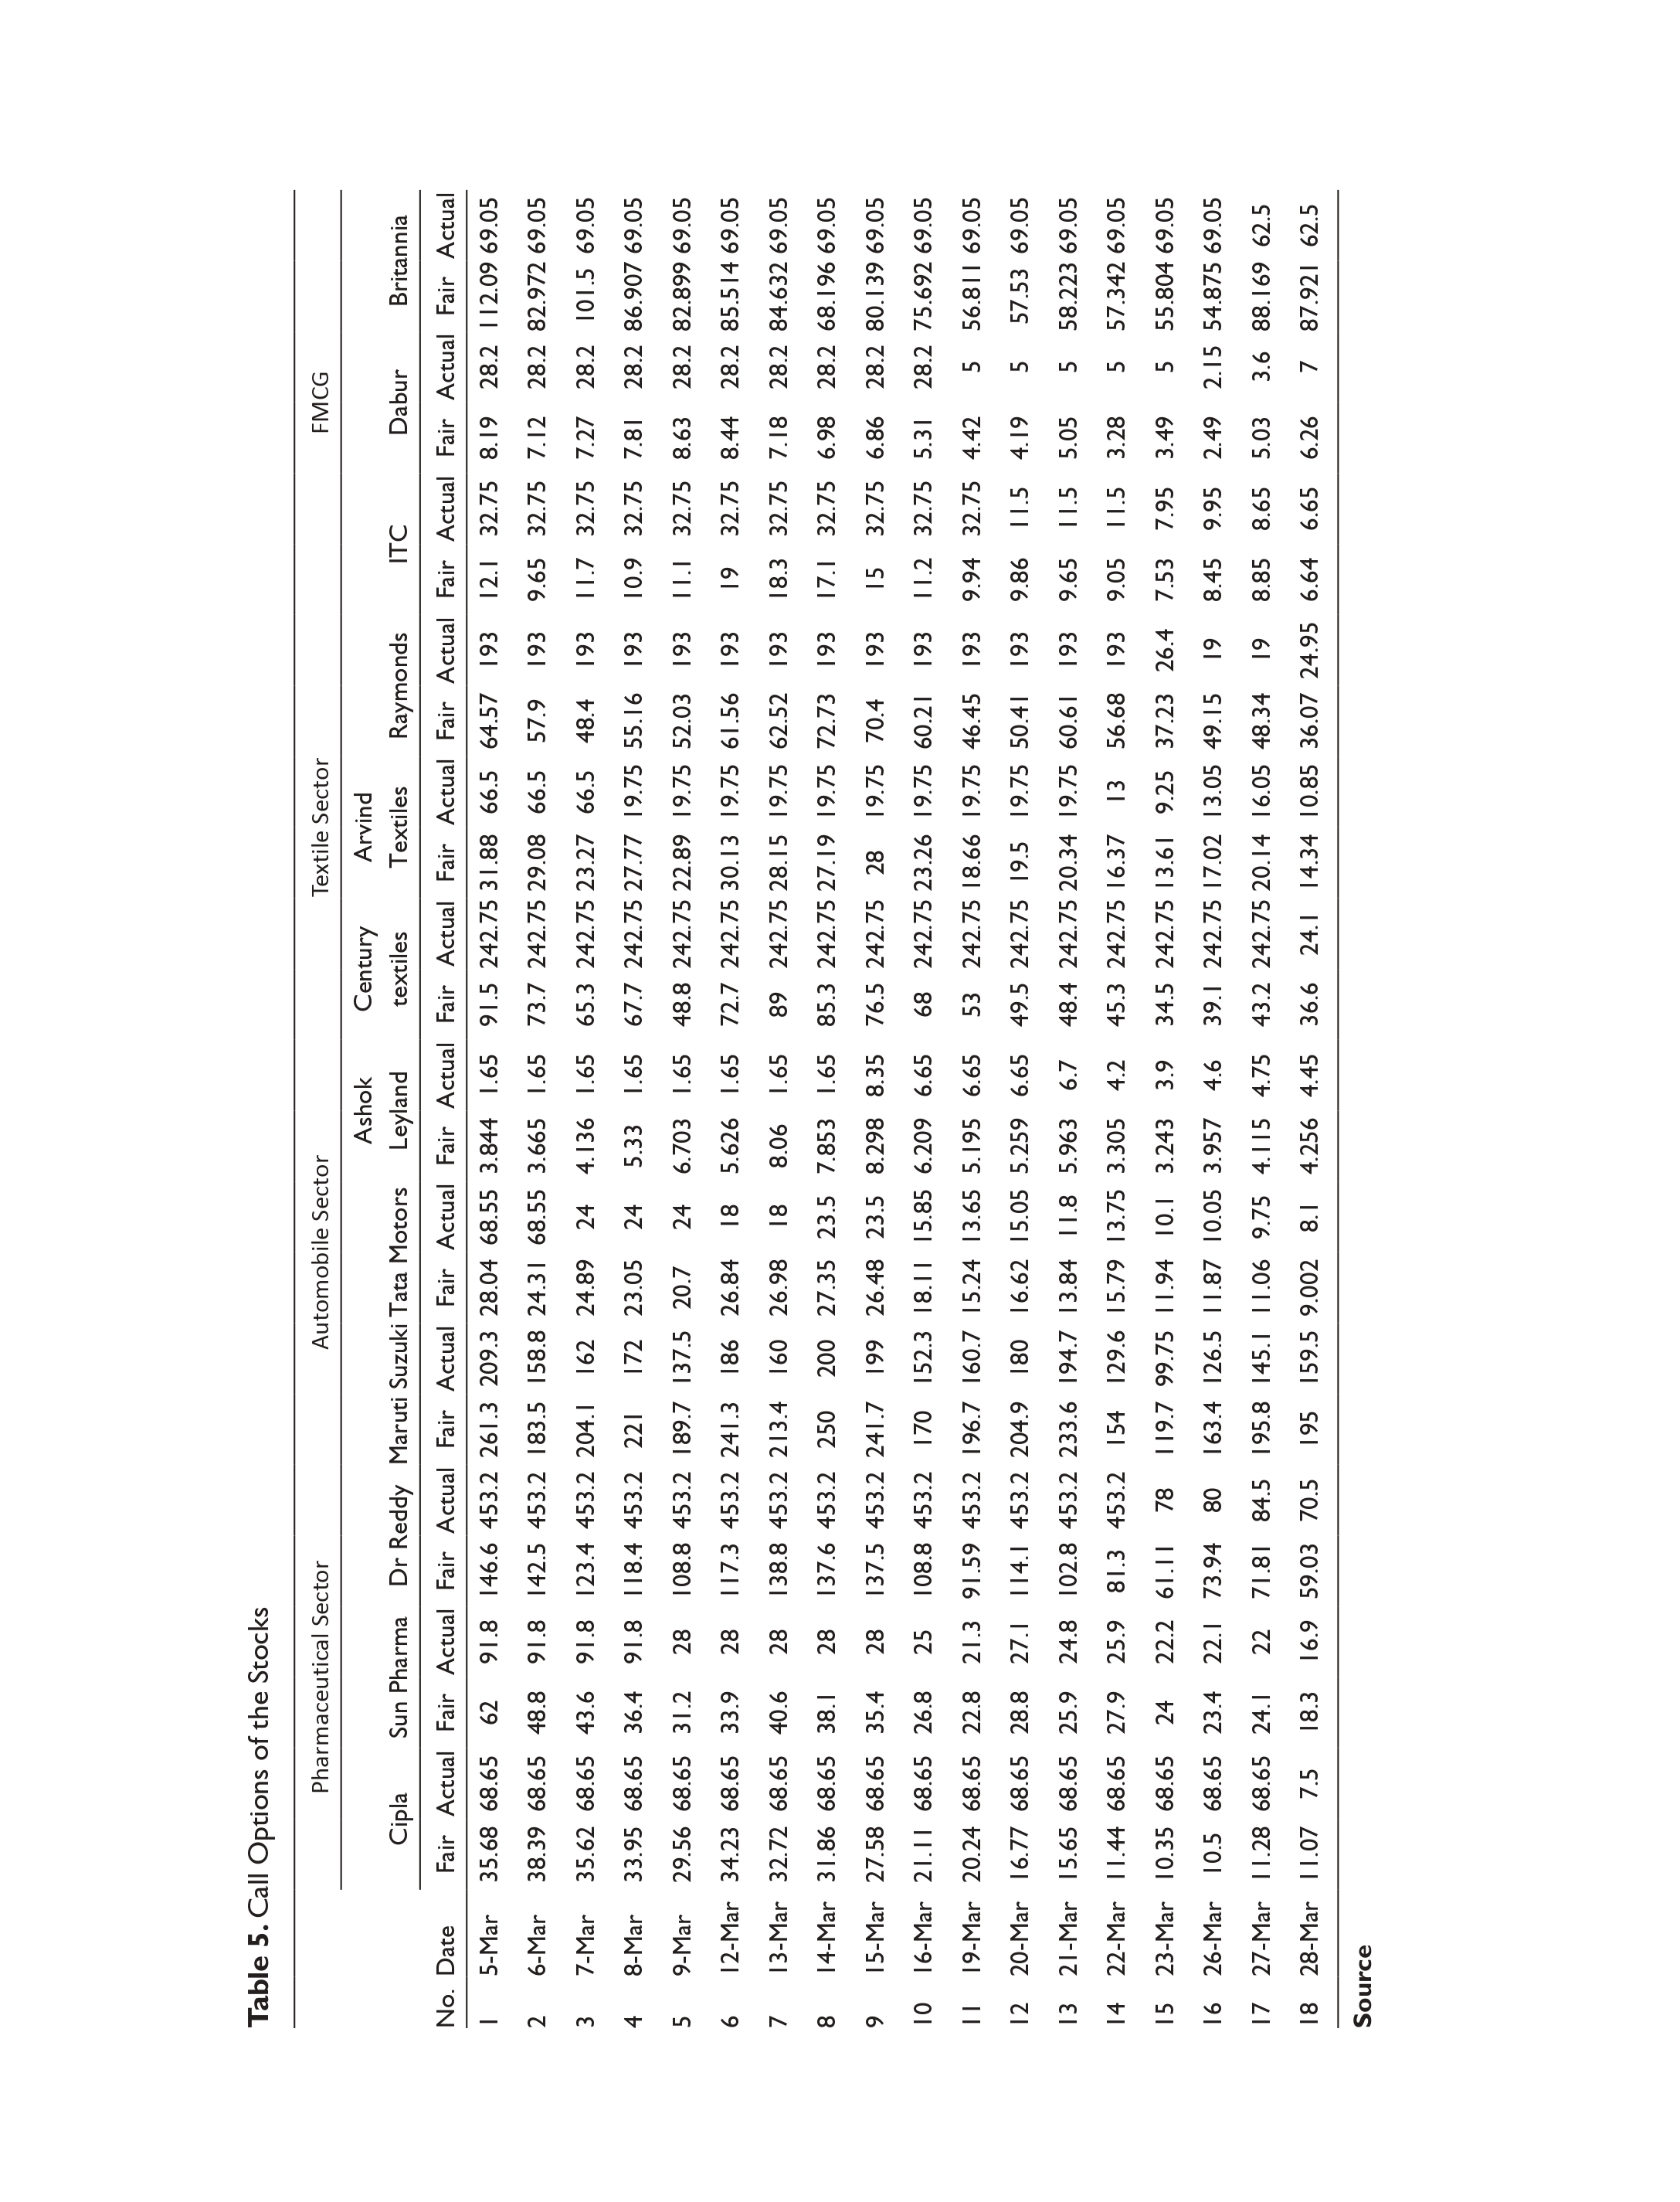 Table 5. Call Options of the Stocks
Pharmaceutical Sector Automobile Sector Textile Sector FMCG
Ashok Century Arvind
Cipla Sun Pharma Dr Reddy Maruti Suzuki Tata Motors Leyland textiles Textiles Raymonds ITC Dabur Britannia
No. Date Fair Actual Fair Actual Fair Actual Fair Actual Fair Actual Fair Actual Fair Actual Fair Actual Fair Actual Fair Actual Fair Actual Fair Actual
1 5-Mar 35.68 68.65 62 91.8 146.6 453.2 261.3 209.3 28.04 68.55 3.844 1.65 91.5 242.75 31.88 66.5 64.57 193 12.1 32.75 8.19 28.2 112.09 69.05
2 6-Mar 38.39 68.65 48.8 91.8 142.5 453.2 183.5 158.8 24.31 68.55 3.665 1.65 73.7 242.75 29.08 66.5 57.9 193 9.65 32.75 7.12 28.2 82.972 69.05
3 7-Mar 35.62 68.65 43.6 91.8 123.4 453.2 204.1 162 24.89 24 4.136 1.65 65.3 242.75 23.27 66.5 48.4 193 11.7 32.75 7.27 28.2 101.5 69.05
4 8-Mar 33.95 68.65 36.4 91.8 118.4 453.2 221 172 23.05 24 5.33 1.65 67.7 242.75 27.77 19.75 55.16 193 10.9 32.75 7.81 28.2 86.907 69.05
5 9-Mar 29.56 68.65 31.2 28 108.8 453.2 189.7 137.5 20.7 24 6.703 1.65 48.8 242.75 22.89 19.75 52.03 193 11.1 32.75 8.63 28.2 82.899 69.05
6 12-Mar 34.23 68.65 33.9 28 117.3 453.2 241.3 186 26.84 18 5.626 1.65 72.7 242.75 30.13 19.75 61.56 193 19 32.75 8.44 28.2 85.514 69.05
7 13-Mar 32.72 68.65 40.6 28 138.8 453.2 213.4 160 26.98 18 8.06 1.65 89 242.75 28.15 19.75 62.52 193 18.3 32.75 7.18 28.2 84.632 69.05
8 14-Mar 31.86 68.65 38.1 28 137.6 453.2 250 200 27.35 23.5 7.853 1.65 85.3 242.75 27.19 19.75 72.73 193 17.1 32.75 6.98 28.2 68.196 69.05
9 15-Mar 27.58 68.65 35.4 28 137.5 453.2 241.7 199 26.48 23.5 8.298 8.35 76.5 242.75 28 19.75 70.4 193 15 32.75 6.86 28.2 80.139 69.05
10 16-Mar 21.11 68.65 26.8 25 108.8 453.2 170 152.3 18.11 15.85 6.209 6.65 68 242.75 23.26 19.75 60.21 193 11.2 32.75 5.31 28.2 75.692 69.05
11 19-Mar 20.24 68.65 22.8 21.3 91.59 453.2 196.7 160.7 15.24 13.65 5.195 6.65 53 242.75 18.66 19.75 46.45 193 9.94 32.75 4.42 5 56.811 69.05
12 20-Mar 16.77 68.65 28.8 27.1 114.1 453.2 204.9 180 16.62 15.05 5.259 6.65 49.5 242.75 19.5 19.75 50.41 193 9.86 11.5 4.19 5 57.53 69.05
13 21-Mar 15.65 68.65 25.9 24.8 102.8 453.2 233.6 194.7 13.84 11.8 5.963 6.7 48.4 242.75 20.34 19.75 60.61 193 9.65 11.5 5.05 5 58.223 69.05
14 22-Mar 11.44 68.65 27.9 25.9 81.3 453.2 154 129.6 15.79 13.75 3.305 4.2 45.3 242.75 16.37 13 56.68 193 9.05 11.5 3.28 5 57.342 69.05
15 23-Mar 10.35 68.65 24 22.2 61.11 78 119.7 99.75 11.94 10.1 3.243 3.9 34.5 242.75 13.61 9.25 37.23 26.4 7.53 7.95 3.49 5 55.804 69.05
16 26-Mar 10.5 68.65 23.4 22.1 73.94 80 163.4 126.5 11.87 10.05 3.957 4.6 39.1 242.75 17.02 13.05 49.15 19 8.45 9.95 2.49 2.15 54.875 69.05
17 27-Mar 11.28 68.65 24.1 22 71.81 84.5 195.8 145.1 11.06 9.75 4.115 4.75 43.2 242.75 20.14 16.05 48.34 19 8.85 8.65 5.03 3.6 88.169 62.5
18 28-Mar 11.07 7.5 18.3 16.9 59.03 70.5 195 159.5 9.002 8.1 4.256 4.45 36.6 24.1 14.34 10.85 36.07 24.95 6.64 6.65 6.26 7 87.921 62.5
Source